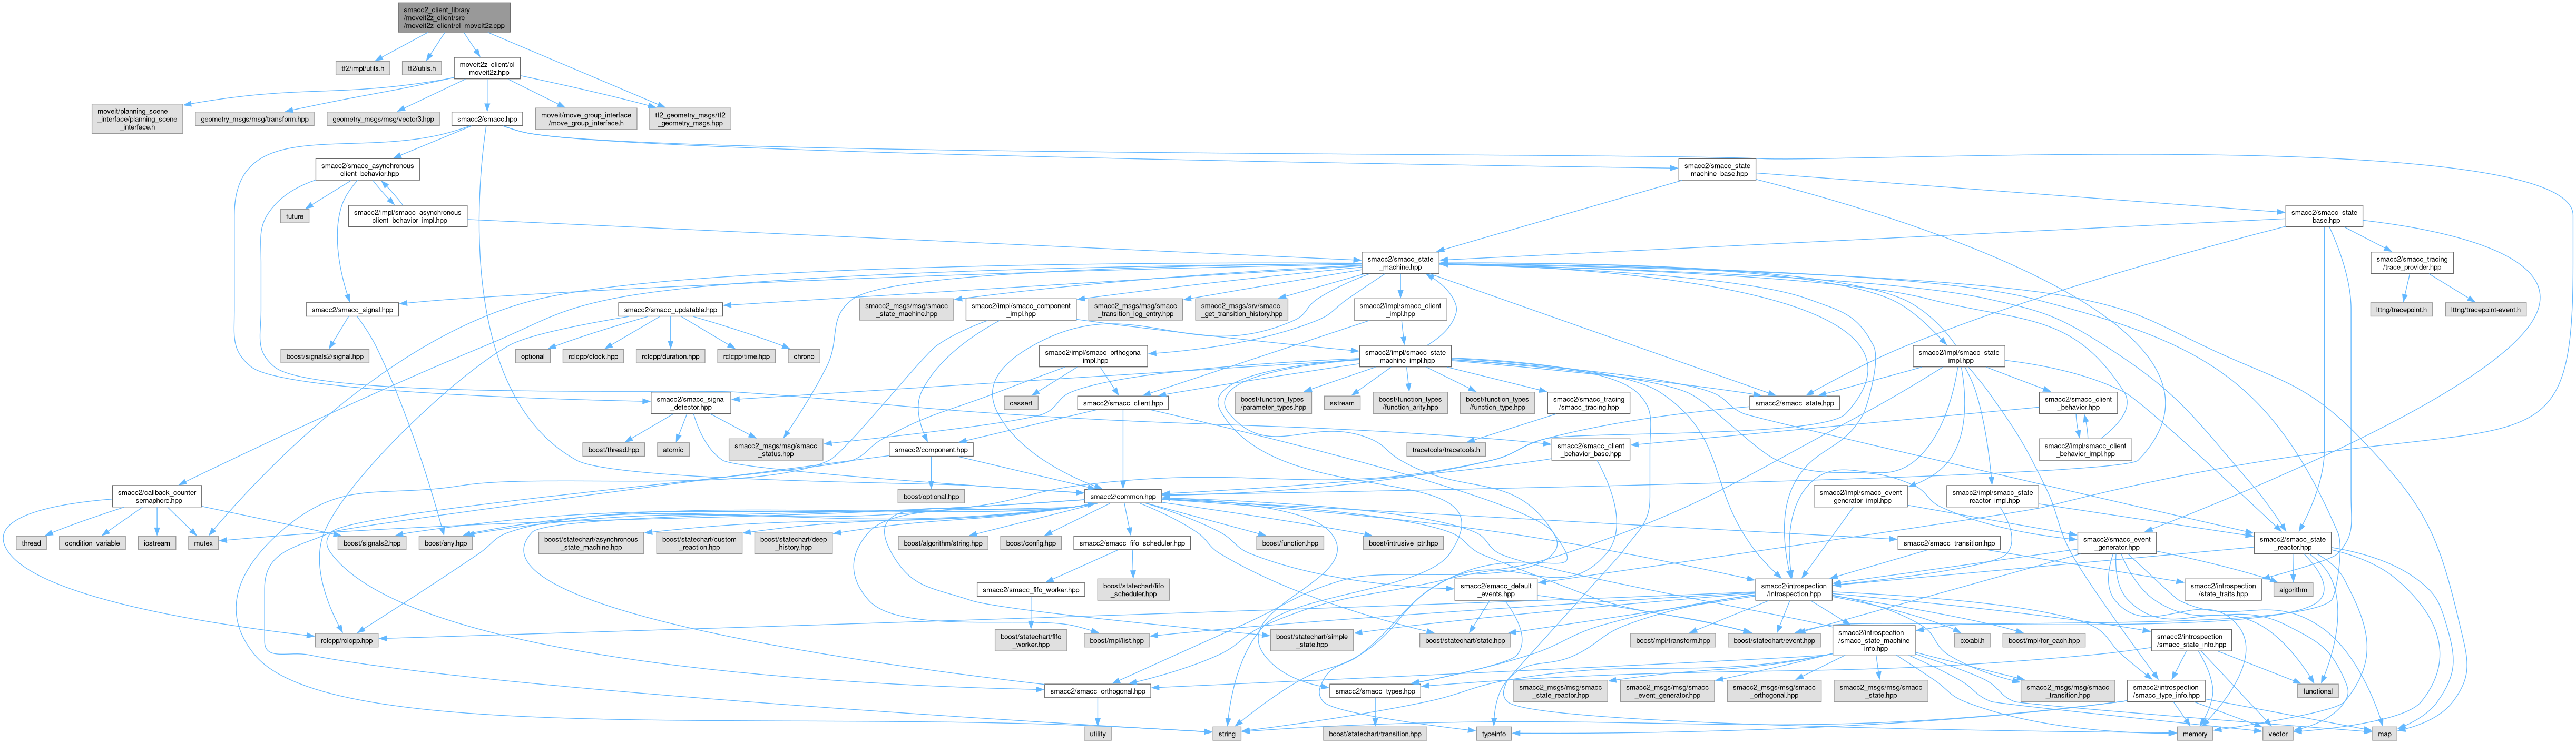 smacc2_client_library
/moveit2z_client/src
/moveit2z_client/cl_moveit2z.cpp
tf2/impl/utils.h
tf2/utils.h
moveit2z_client/cl
_moveit2z.hpp
moveit/planning_scene
_interface/planning_scene
_interface.h
geometry_msgs/msg/transform.hpp
geometry_msgs/msg/vector3.hpp
smacc2/smacc.hpp
moveit/move_group_interface
/move_group_interface.h
tf2_geometry_msgs/tf2
_geometry_msgs.hpp
smacc2/smacc_asynchronous
_client_behavior.hpp
smacc2/smacc_state
_machine_base.hpp
future
smacc2/impl/smacc_asynchronous
_client_behavior_impl.hpp
smacc2/smacc_state
_base.hpp
smacc2/smacc_state
_machine.hpp
smacc2/smacc_tracing
/trace_provider.hpp
smacc2/smacc_signal.hpp
smacc2/smacc_updatable.hpp
smacc2_msgs/msg/smacc
_state_machine.hpp
smacc2/impl/smacc_component
_impl.hpp
smacc2_msgs/msg/smacc
_transition_log_entry.hpp
smacc2_msgs/srv/smacc
_get_transition_history.hpp
smacc2/impl/smacc_client
_impl.hpp
lttng/tracepoint.h
lttng/tracepoint-event.h
boost/signals2/signal.hpp
optional
rclcpp/clock.hpp
rclcpp/duration.hpp
rclcpp/time.hpp
chrono
smacc2/impl/smacc_orthogonal
_impl.hpp
smacc2/impl/smacc_state
_machine_impl.hpp
smacc2/impl/smacc_state
_impl.hpp
smacc2/smacc_signal
_detector.hpp
cassert
smacc2/smacc_client.hpp
boost/function_types
/parameter_types.hpp
sstream
boost/function_types
/function_arity.hpp
boost/function_types
/function_type.hpp
smacc2/smacc_tracing
/smacc_tracing.hpp
smacc2/smacc_state.hpp
smacc2/smacc_client
_behavior.hpp
boost/thread.hpp
atomic
smacc2_msgs/msg/smacc
_status.hpp
smacc2/component.hpp
tracetools/tracetools.h
smacc2/smacc_client
_behavior_base.hpp
smacc2/impl/smacc_client
_behavior_impl.hpp
smacc2/callback_counter
_semaphore.hpp
boost/optional.hpp
smacc2/common.hpp
smacc2/impl/smacc_event
_generator_impl.hpp
smacc2/impl/smacc_state
_reactor_impl.hpp
thread
condition_variable
iostream
mutex
boost/signals2.hpp
boost/any.hpp
boost/statechart/asynchronous
_state_machine.hpp
boost/statechart/custom
_reaction.hpp
boost/statechart/deep
_history.hpp
boost/algorithm/string.hpp
boost/config.hpp
smacc2/smacc_fifo_scheduler.hpp
boost/function.hpp
boost/intrusive_ptr.hpp
smacc2/smacc_transition.hpp
smacc2/smacc_event
_generator.hpp
smacc2/smacc_state
_reactor.hpp
smacc2/smacc_fifo_worker.hpp
boost/statechart/fifo
_scheduler.hpp
smacc2/smacc_default
_events.hpp
smacc2/introspection
/introspection.hpp
smacc2/introspection
/state_traits.hpp
algorithm
rclcpp/rclcpp.hpp
boost/statechart/fifo
_worker.hpp
boost/mpl/list.hpp
boost/statechart/simple
_state.hpp
boost/statechart/state.hpp
boost/mpl/transform.hpp
boost/statechart/event.hpp
smacc2/introspection
/smacc_state_machine
_info.hpp
cxxabi.h
boost/mpl/for_each.hpp
smacc2/introspection
/smacc_state_info.hpp
smacc2/smacc_orthogonal.hpp
smacc2/smacc_types.hpp
smacc2_msgs/msg/smacc
_state_reactor.hpp
smacc2_msgs/msg/smacc
_event_generator.hpp
smacc2_msgs/msg/smacc
_orthogonal.hpp
smacc2_msgs/msg/smacc
_state.hpp
smacc2_msgs/msg/smacc
_transition.hpp
smacc2/introspection
/smacc_type_info.hpp
functional
utility
string
boost/statechart/transition.hpp
typeinfo
memory
vector
map